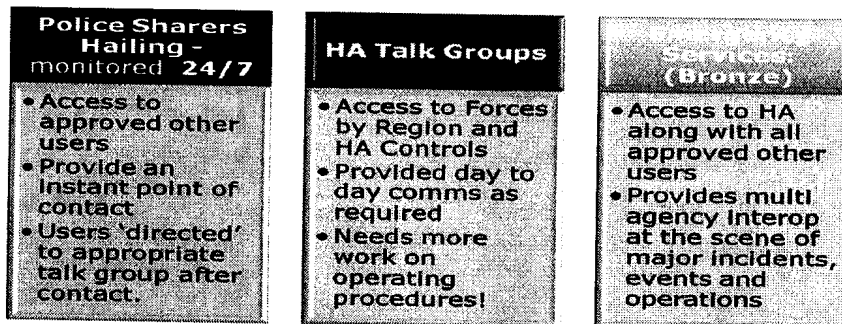 Police Sharers
Hailing -
monitored 24/7
• Access to
approved other
users
• Provide an
instant point of
contact
• Users 'directed'
to appropriate
talk group after
contact.
HA Talk Groups
• Access to Forces
by Region and
HA Controls
• Provided day to
day comms as
required
• Needs more
work on
operating
procedures!
Services:
(Bronze)
• Access to HA
along with all
approved other
users
• Provides multi
agency interop
at the scene of
major incidents,
events and
operations